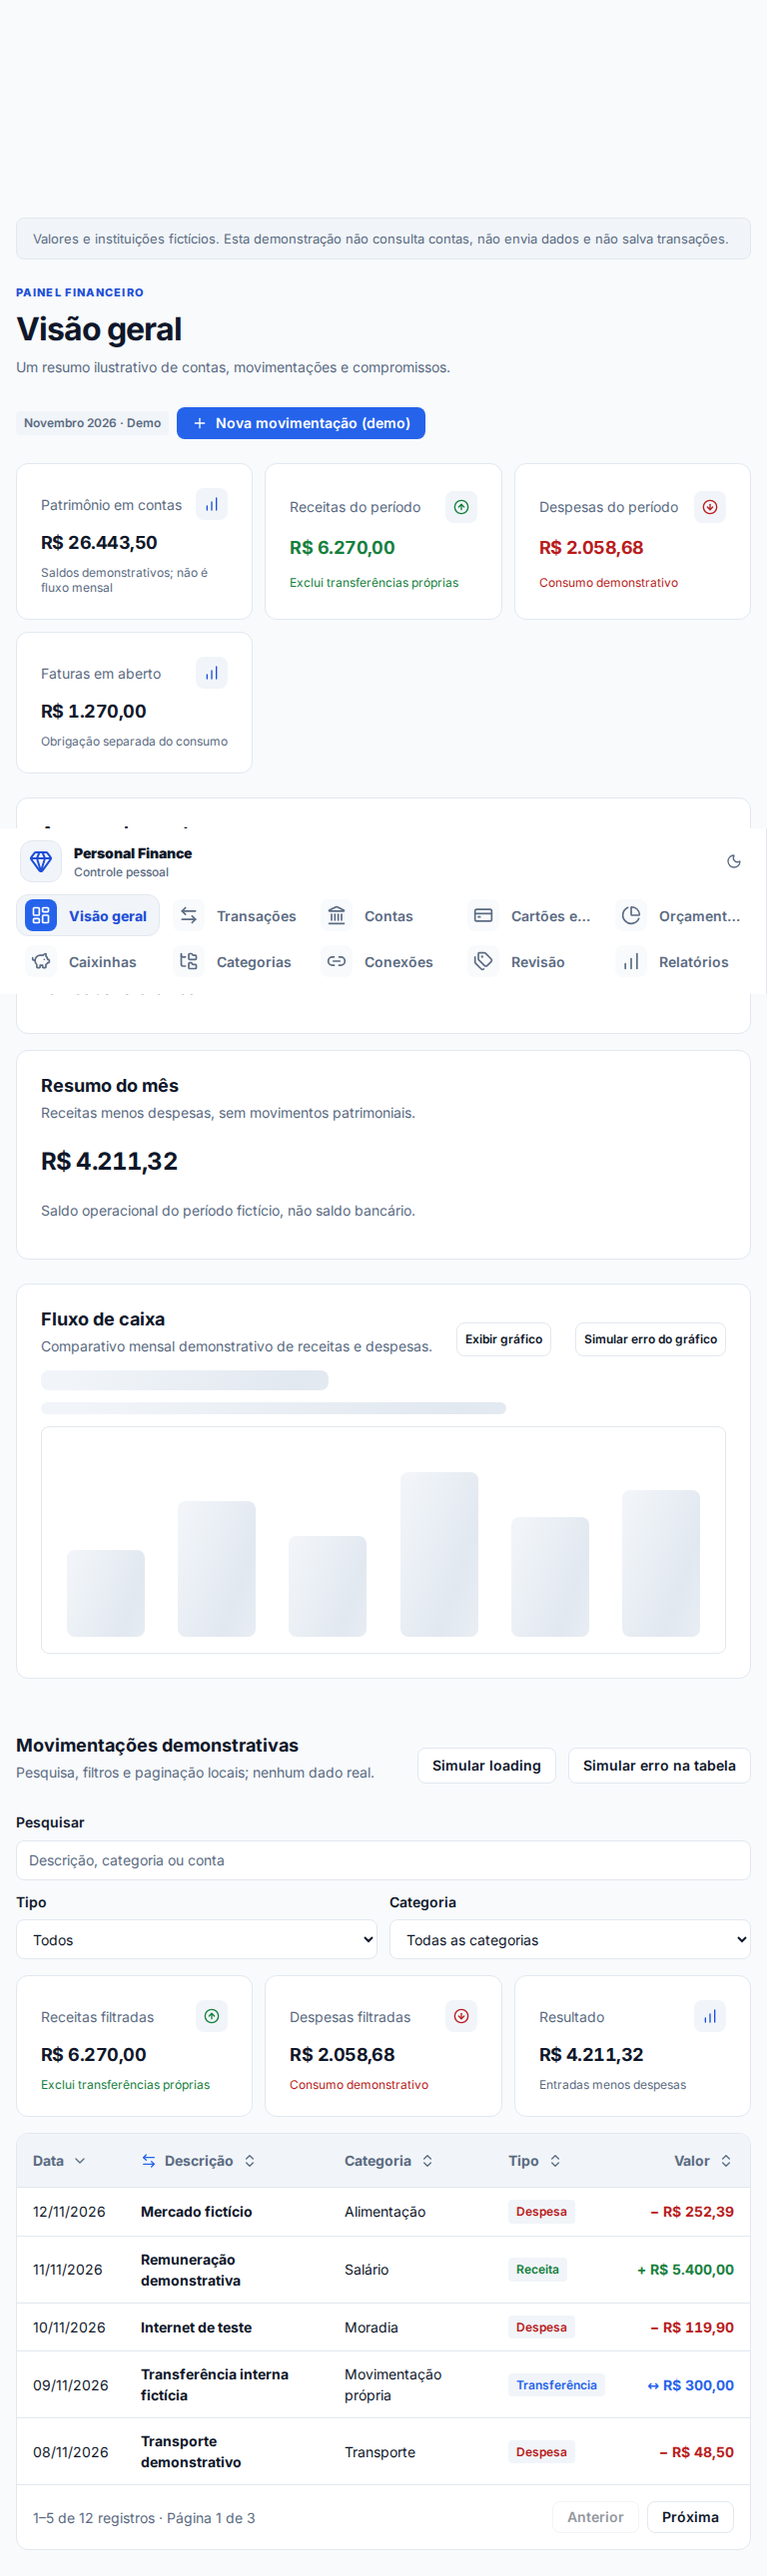 Valores e instituições fictícios. Esta demonstração não consulta contas, não envia dados e não salva transações.
PAINEL FINANCEIRO
Visão geral
Um resumo ilustrativo de contas, movimentações e compromissos.
Novembro 2026 · Demo
Nova movimentação (demo)
Patrimônio em contas
R$ 26.443,50
Saldos demonstrativos; não é
fluxo mensal
Receitas do período
R$ 6.270,00
Exclui transferências próprias
Despesas do período
R$ 2.058,68
Consumo demonstrativo
Faturas em aberto
R$ 1.270,00
Obrigação separada do consumo
Personal Finance
Controle pessoal
Visão geral
Transações
Contas
Cartões e...
Orçament...
Caixinhas
Categorias
Conexões
Revisão
Relatórios
Resumo do mês
Receitas menos despesas, sem movimentos patrimoniais.
R$ 4.211,32
Saldo operacional do período fictício, não saldo bancário.
Fluxo de caixa
Comparativo mensal demonstrativo de receitas e despesas.
Exibir gráfico
Simular erro do gráfico
Movimentações demonstrativas
Pesquisa, filtros e paginação locais; nenhum dado real.
Simular loading
Simular erro na tabela
Pesquisar
Descrição, categoria ou conta
Tipo
Categoria
Todos
Todas as categorias
Receitas filtradas
R$ 6.270,00
Exclui transferências próprias
Despesas filtradas
R$ 2.058,68
Consumo demonstrativo
Resultado
R$ 4.211,32
Entradas menos despesas
Data
Descrição
Categoria
Tipo
Valor
12/11/2026
Mercado fictício
Alimentação
Despesa
− R$ 252,39
11/11/2026
Remuneração
demonstrativa
Salário
Receita
+ R$ 5.400,00
10/11/2026
Internet de teste
Moradia
Despesa
− R$ 119,90
09/11/2026
Transferência interna
fictícia
Movimentação
própria
Transferência
↔ R$ 300,00
08/11/2026
Transporte
demonstrativo
Transporte
Despesa
− R$ 48,50
1–5 de 12 registros · Página 1 de 3
Anterior
Próxima